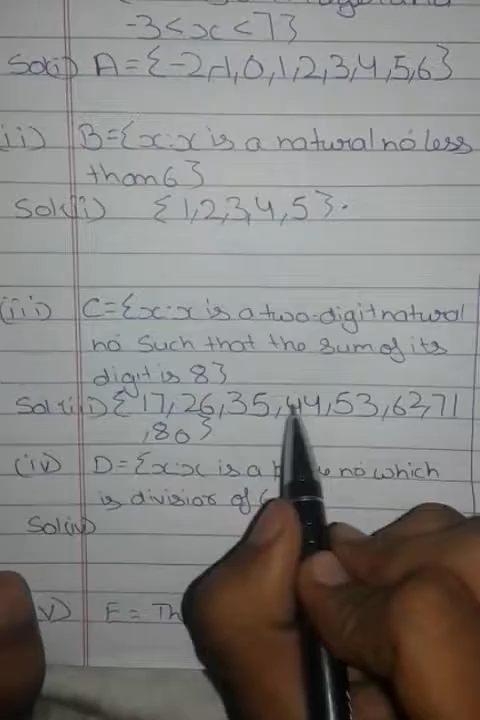 -3<x<7}
Sol(i) A={-2,-1,0,1,2,3,4,5,6}
(ii) B={x:x is a natural no less
than 6}
Sol(ii) {1,2,3,4,5}.
(iii) C={x:x is a two-digit natural
no such that the sum of its
digit is 8}
Sol(iii) {17,26,35,44,53,62,71
,80}
(iv) D={x:x is a no which
is divisior of
Sol(iv)
(v) E=